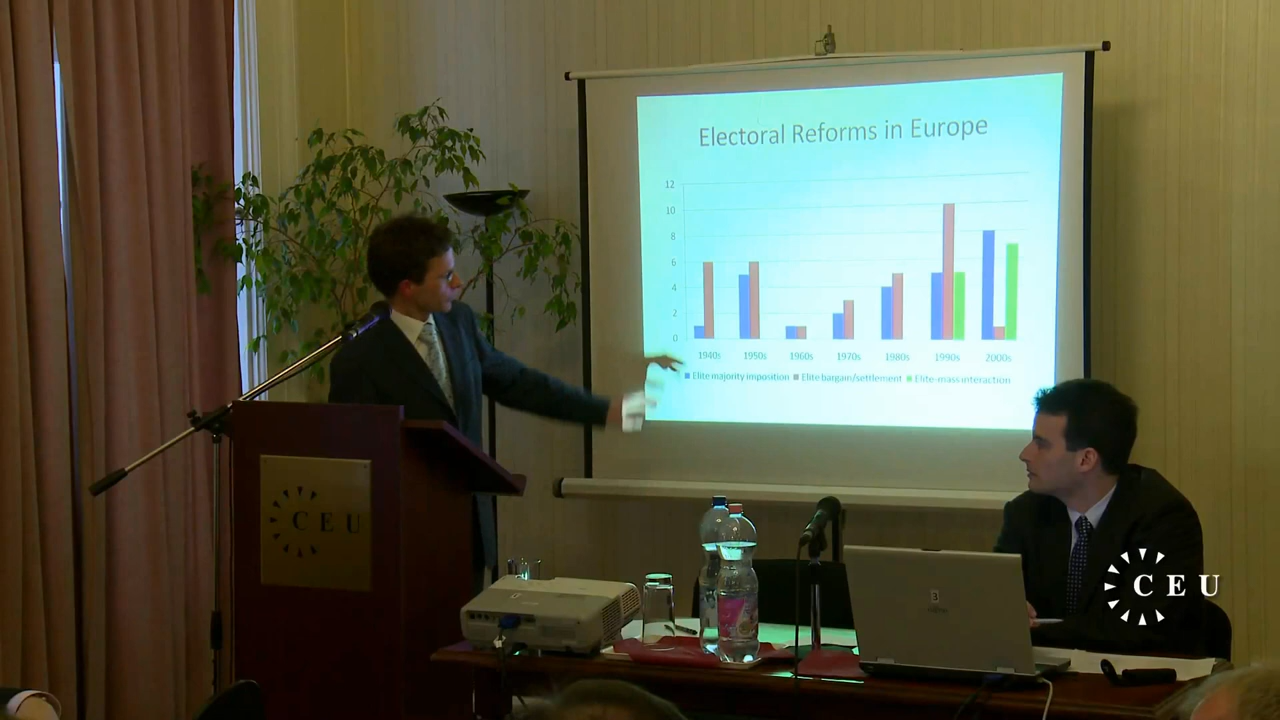 Electoral Reforms in Europe
12
10
8
6
4
2
0
1940s 1950s 1960s 1970s 1980s 1990s 2000s
Elite majority imposition Elite bargain/settlement Elite-mass interaction
CEU
3
CEU